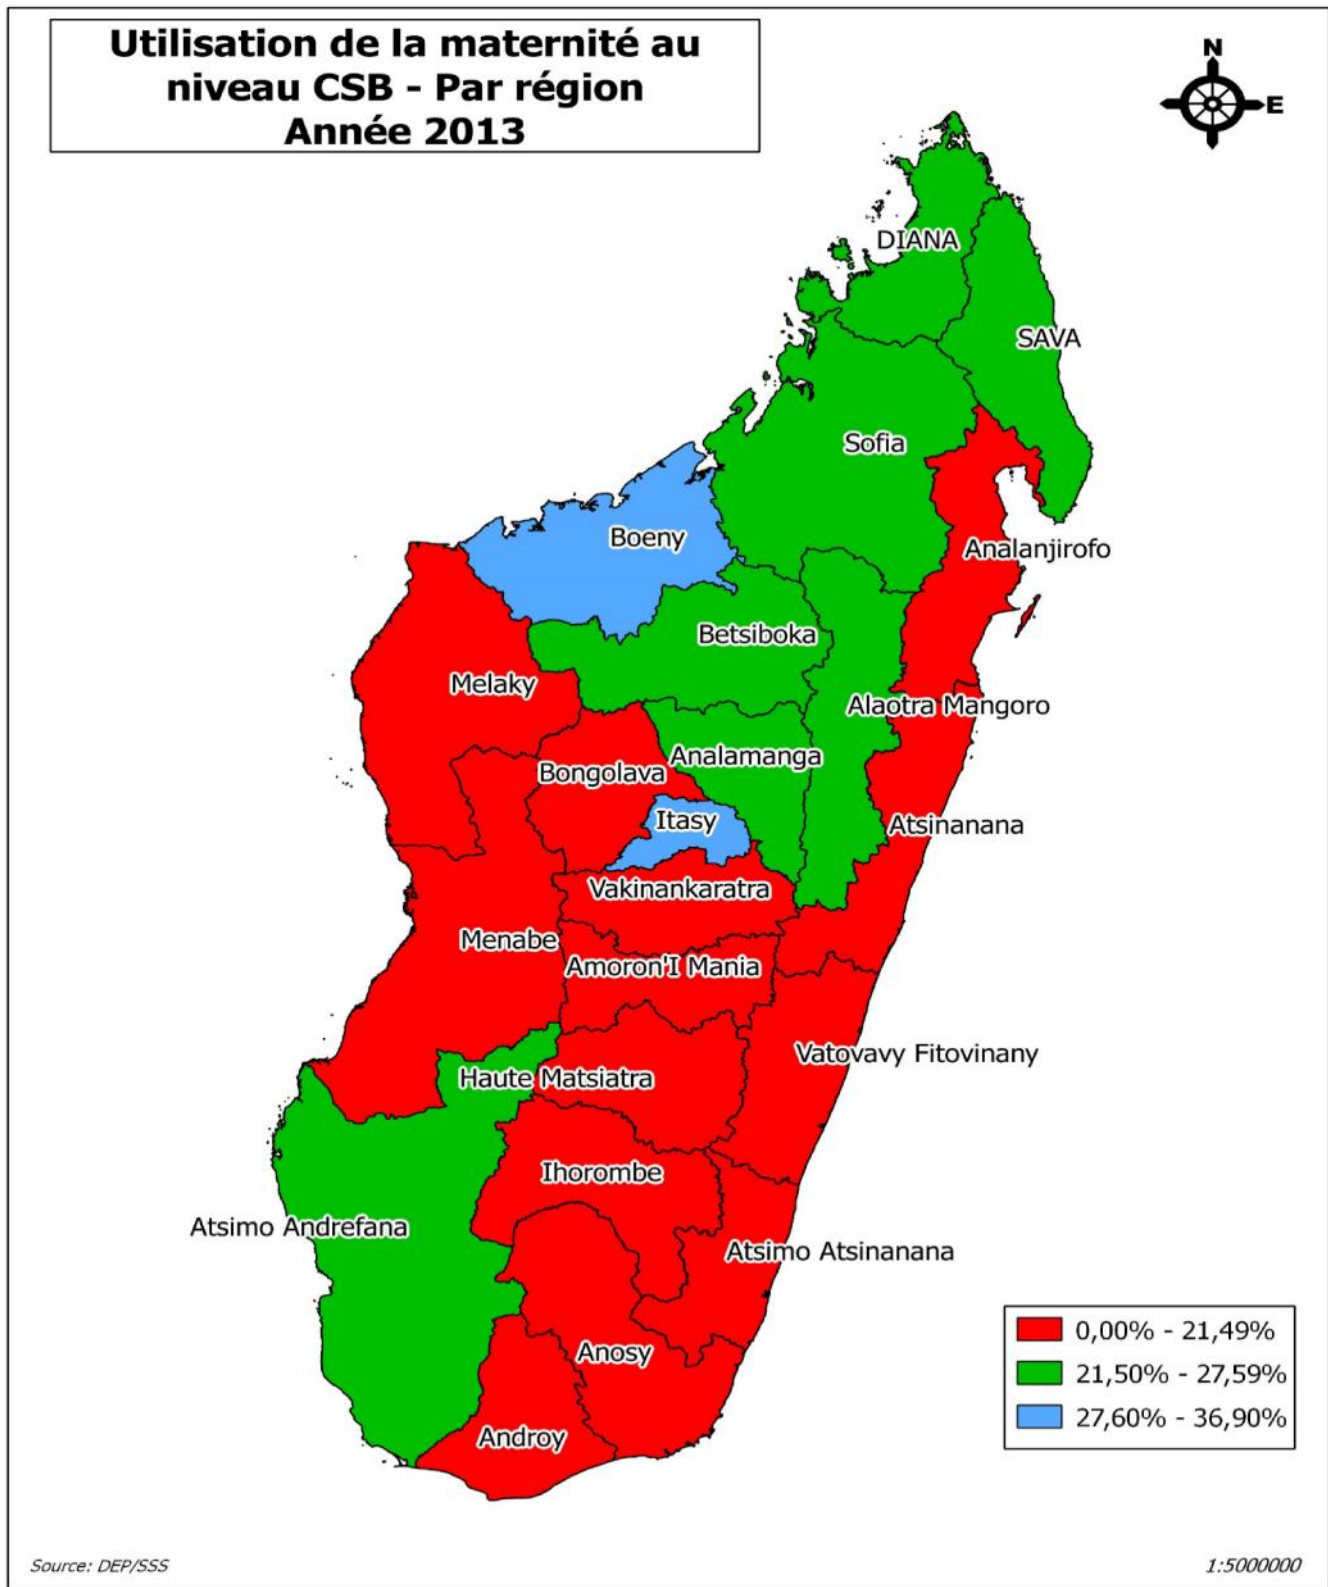 Utilisation de la maternité au
niveau CSB - Par région
Année 2013
N
E
DIANA
SAVA
Sofia
Boeny
Analanjirofo
Betsiboka
Melaky
Alaotra Mangoro
Analamanga
Bongolava
Itasy
Atsinanana
Vakinankaratra
Menabe
Amoron'I Mania
Vatovavy Fitovinany
Haute Matsiatra
Ihorombe
Atsimo Andrefana
Atsimo Atsinanana
Anosy
Androy
0,00% - 21,49%
21,50% - 27,59%
27,60% - 36,90%
Source: DEP/SSS
1:5000000